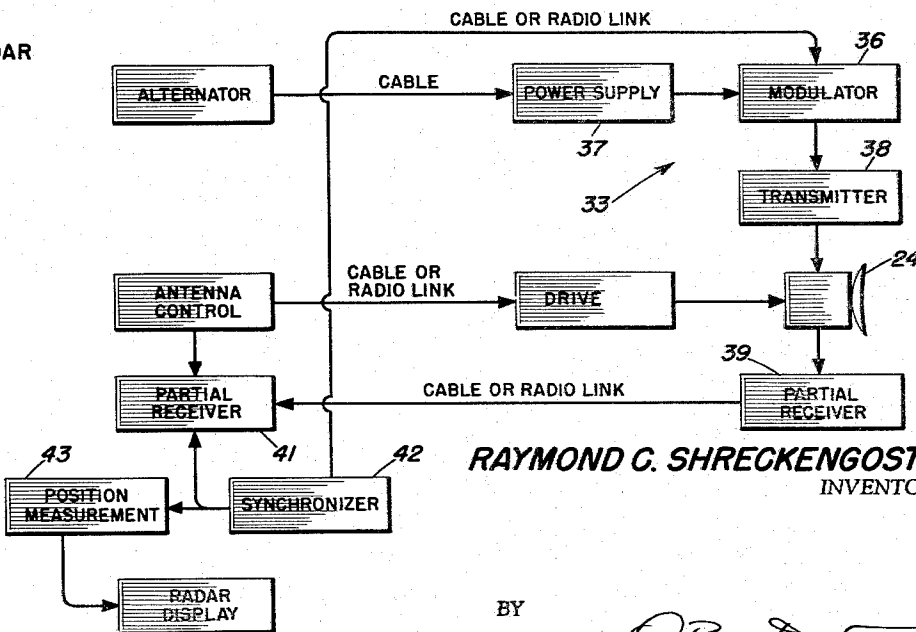 CABLE OR RADIO LINK
36
ALTERNATOR
CABLE
POWER SUPPLY
MODULATOR
37
38
33
TRANSMITTER
24
CABLE OR
RADIO LINK
ANTENNA
CONTROL
DRIVE
39
PARTIAL
RECEIVER
CABLE OR RADIO LINK
PARTIAL
RECEIVER
43
41
42
RAYMOND C. SHRECKENGOST
INVENTO
POSITION
MEASUREMENT
SYNCHRONIZER
RADAR
DISPLAY
BY